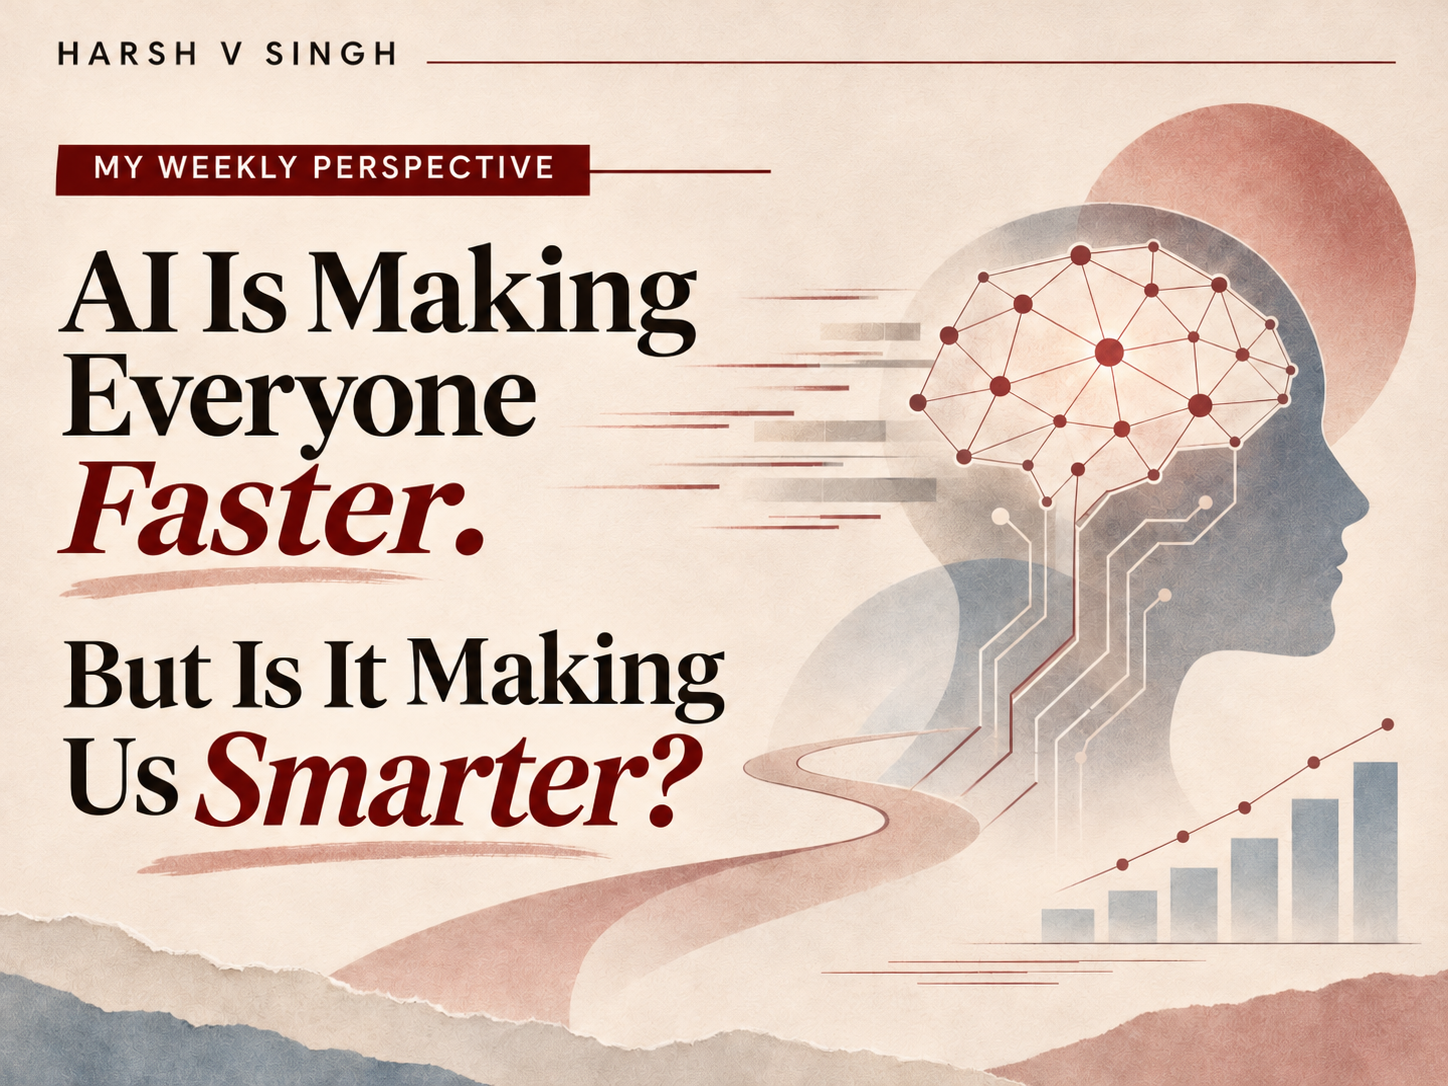 HARSH V SINGH
MY WEEKLY PERSPECTIVE
AI Is Making
Everyone
Faster.
But Is It Making
Us Smarter?